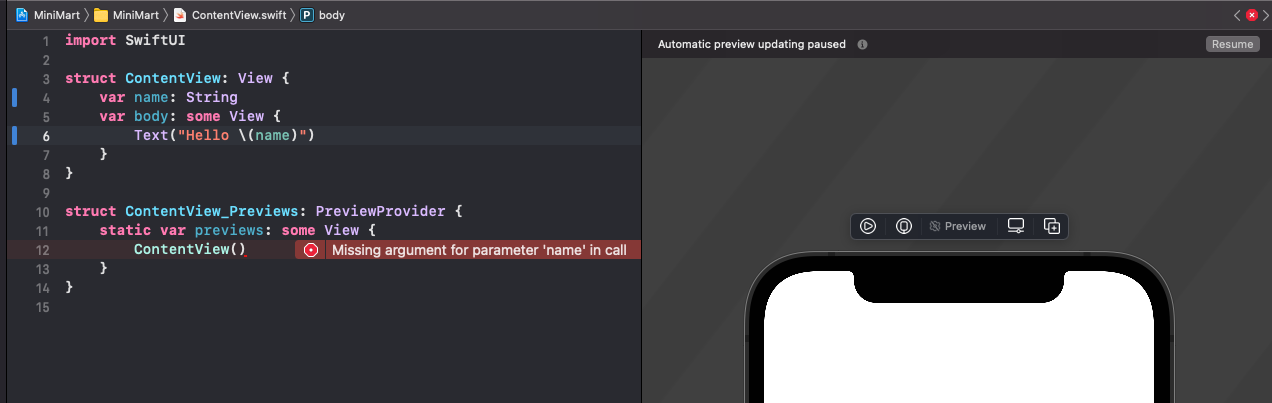 MiniMart 〉 MiniMart 〉 ContentView.swift 〉 P body
1 import SwiftUI
2
3 struct ContentView: View {
4     var name: String
5     var body: some View {
6         Text("Hello \(name)")
7     }
8 }
9
10 struct ContentView_Previews: PreviewProvider {
11     static var previews: some View {
12         ContentView() Missing argument for parameter 'name' in call
13     }
14 }
15
Automatic preview updating paused Resume
Preview